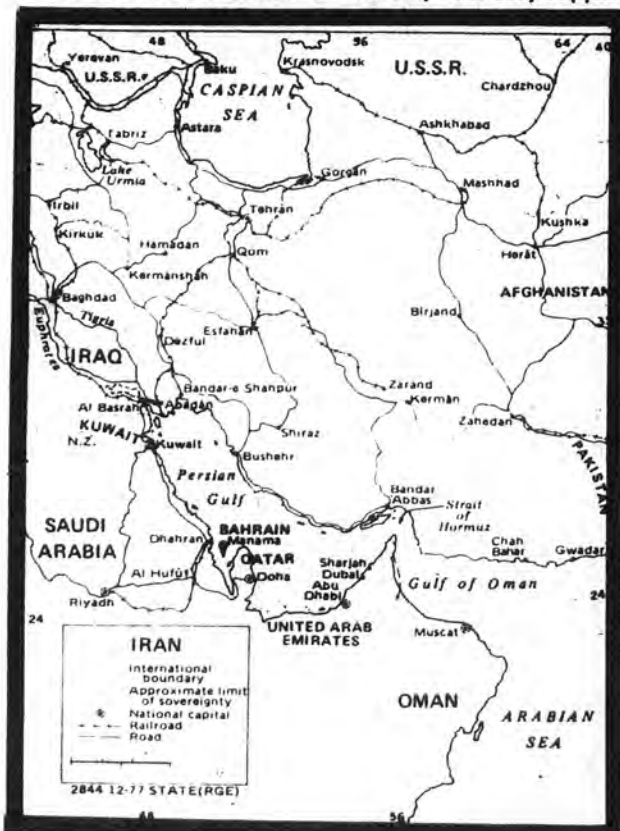 48
96
64
40
Yerevan
U.S.S.R.
Baku
Krasnovodsk
U.S.S.R.
Chardzhou
CASPIAN
SEA
Tabriz
Astara
Ashkhabad
Lake
Urmia
Gorgan
Mashhad
Irbil
Tehran
Kushka
Kirkuk
Hamadan
Qom
Herat
Kermanshah
AFGHANISTAN
Baghdad
Tigris
Birjand
Euphrates
Esfahan
Dezful
IRAQ
Bandar-e Shahpur
Zarand
Al Basrah
Abadan
Kerman
Zahedan
KUWAIT
N.Z.
Kuwait
Shiraz
Bushehr
PAKISTAN
Persian
Gulf
Bandar
Abbas
Strait
of
Hormuz
SAUDI
ARABIA
Dhahran
BAHRAIN
Manama
Chah
Bahar
Gwadar
QATAR
Sharjah
Dubai
Al Hufūf
Doha
Abu
Dhabi
Gulf of Oman
Riyadh
24
24
UNITED ARAB
EMIRATES
Muscat
IRAN
International
boundary
Approximate limit
of sovereignty
National capital
Railroad
Road
OMAN
ARABIAN
SEA
2844 12-77 STATE(RGE)
48
56